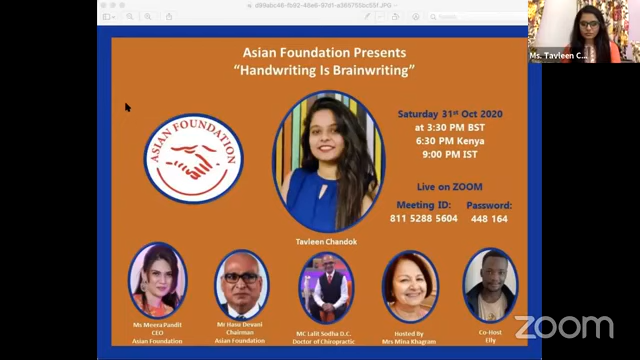 Asian Foundation Presents
“Handwriting Is Brainwriting”
Ms. Tavleen C...
ASIAN FOUNDATION
Saturday 31st Oct 2020
at 3:30 PM BST
6:30 PM Kenya
9:00 PM IST
Live on ZOOM
Meeting ID:
811 5288 5604
Password:
448 164
Tavleen Chandok
Ms Meera Pandit
CEO
Asian Foundation
Mr Hasu Devani
Chairman
Asian Foundation
MC Lalit Sodha D.C.
Doctor of Chiropractic
Hosted By
Mrs Mina Khagram
Co-Host
Elly
zoom